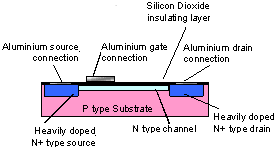 Silicon Dioxide
insulating layer
Aluminium source
connection
Aluminium gate
connection
Aluminium drain
connection
P type Substrate
Heavily doped
N+ type source
N type channel
Heavily doped
N+ type drain